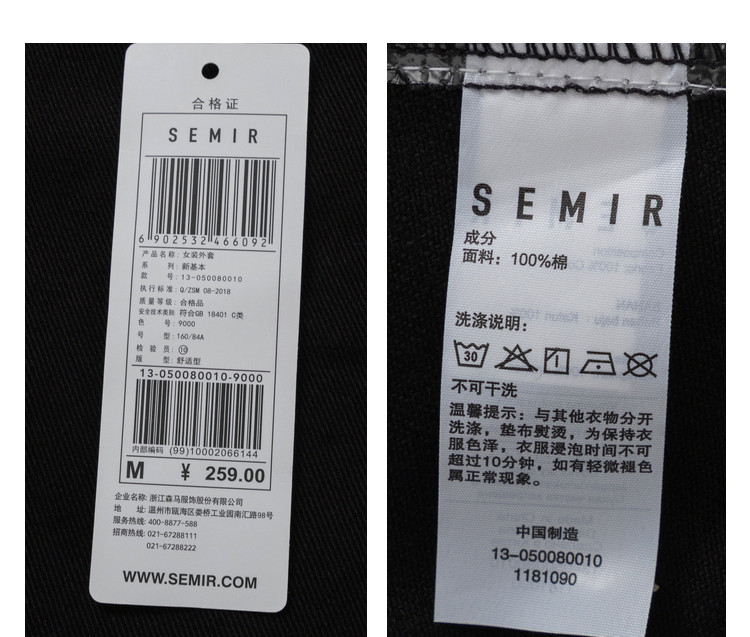 合格证
SEMIR
6 902532 466092
产品名称: 女装外套
系 列: 新基本
款 号: 13-050080010
执行标准: Q/ZSM 08-2018
质量等级: 合格品
安全技术类别: 符合GB 18401 C类
色 号: 9000
号 型: 160/84A
检 验 员: ⑩
版 型: 舒适型
13-050080010-9000
内部编码 (99)10002066144
M ¥ 259.00
企业名称: 浙江森马服饰股份有限公司
地 址: 温州市瓯海区娄桥工业园南汇路98号
服务热线: 400-8877-588
招商热线: 021-67288111
021-67288222
WWW.SEMIR.COM
SEMIR
成分
面料: 100%棉
洗涤说明:
30
不可干洗
温馨提示: 与其他衣物分开
洗涤, 垫布熨烫, 为保持衣
服色泽, 衣服浸泡时间不可
超过10分钟, 如有轻微褪色
属正常现象。
中国制造
13-050080010
1181090